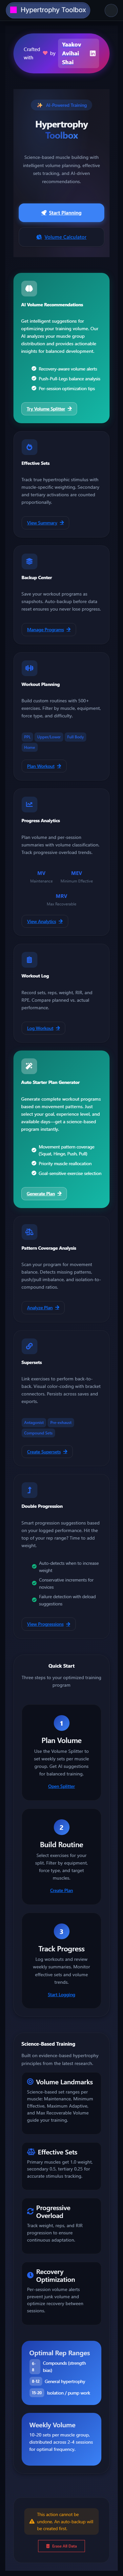 Hypertrophy Toolbox
Crafted with ❤ by
Yaakov Avihai Shai
AI-Powered Training
Hypertrophy
Toolbox
Science-based muscle building with intelligent volume distribution, effective sets tracking, and AI-driven recommendations.
Start Planning
Volume Calculator
AI Volume Recommendations
Get intelligent suggestions for optimizing your training volume. Our AI analyzes your muscle group distribution and provides actionable insights for balanced development.
Recovery-aware volume alerts
Push-Pull-Legs balance analysis
Per-session optimization tips
Try Volume Splitter
Effective Sets
Track true hypertrophic stimulus with muscle-specific weighting. Secondary and tertiary activations are counted proportionally.
View Summary
Backup Center
Save your workout programs as snapshots. Auto-backup before data reset ensures you never lose progress.
Manage Programs
Workout Planning
Build custom routines with 500+ exercises. Filter by muscle, equipment, force type, and difficulty.
PPL
Upper/Lower
Full Body
Plan Workout
Progress Analytics
Plan volume and per-session summaries with volume classification. Track progressive overload trends.
MV
Maintenance
MEV
Minimum Effective
MRV
Max Recoverable
View Analytics
Workout Log
Record sets, reps, weight, RIR, and RPE. Compare planned vs. actual performance.
Log Workout
Auto Starter Plan Generator
Generate complete workout programs based on movement patterns. Just select your goal, experience level, and available days—get a science-based program instantly.
Movement pattern coverage (Squat, Hinge, Push, Pull)
Priority muscle reallocation
Goal-sensitive exercise selection
Generate Plan
Pattern Coverage Analysis
Scan your program for movement balance. Detects missing patterns, push/pull imbalance, and isolation-to-compound ratios.
Analyze Plan
Supersets
Link exercises to perform back-to-back. Visual color-coding with bracket connectors. Persists across saves and exports.
Antagonist
Pre-exhaust
Compound Sets
Create Supersets
Double Progression
Smart progression suggestions based on your logged performance. Hit the top of your rep range? Time to add weight!
Auto-detects when to increase weight
Conservative increments for novices
Failure detection with deload suggestions
View Progressions
Quick Start
Three steps to your optimized training program
1
Plan Volume
Use the Volume Splitter to set weekly sets per muscle group. Get AI suggestions for balanced training.
Open Splitter
2
Build Routine
Select exercises for your split. Filter by equipment, force type, and target muscles.
Create Plan
3
Track Progress
Log workouts and review weekly summaries. Monitor effective sets and volume trends.
Start Logging
Science-Based Training
Built on evidence-based hypertrophy principles from the latest research.
Volume Landmarks
Science-based set ranges per muscle: Maintenance, Minimum Effective, Maximum Adaptive, and Max Recoverable Volume guide your training.
Effective Sets
Primary muscles get 1.0 weight, secondary 0.5, tertiary 0.25 for accurate stimulus tracking.
Progressive Overload
Track weight, reps, and RIR progression to ensure continuous adaptation.
Recovery Optimization
Per-session volume alerts prevent junk volume and optimize recovery between sessions.
Optimal Rep Ranges
6-8
Compounds (strength bias)
8-12
General hypertrophy
Isolation / pump work
Weekly Volume
10-20 sets per muscle group, distributed across 2-4 sessions for optimal frequency.
This action cannot be undone. An auto-backup will be created first.
Erase All Data